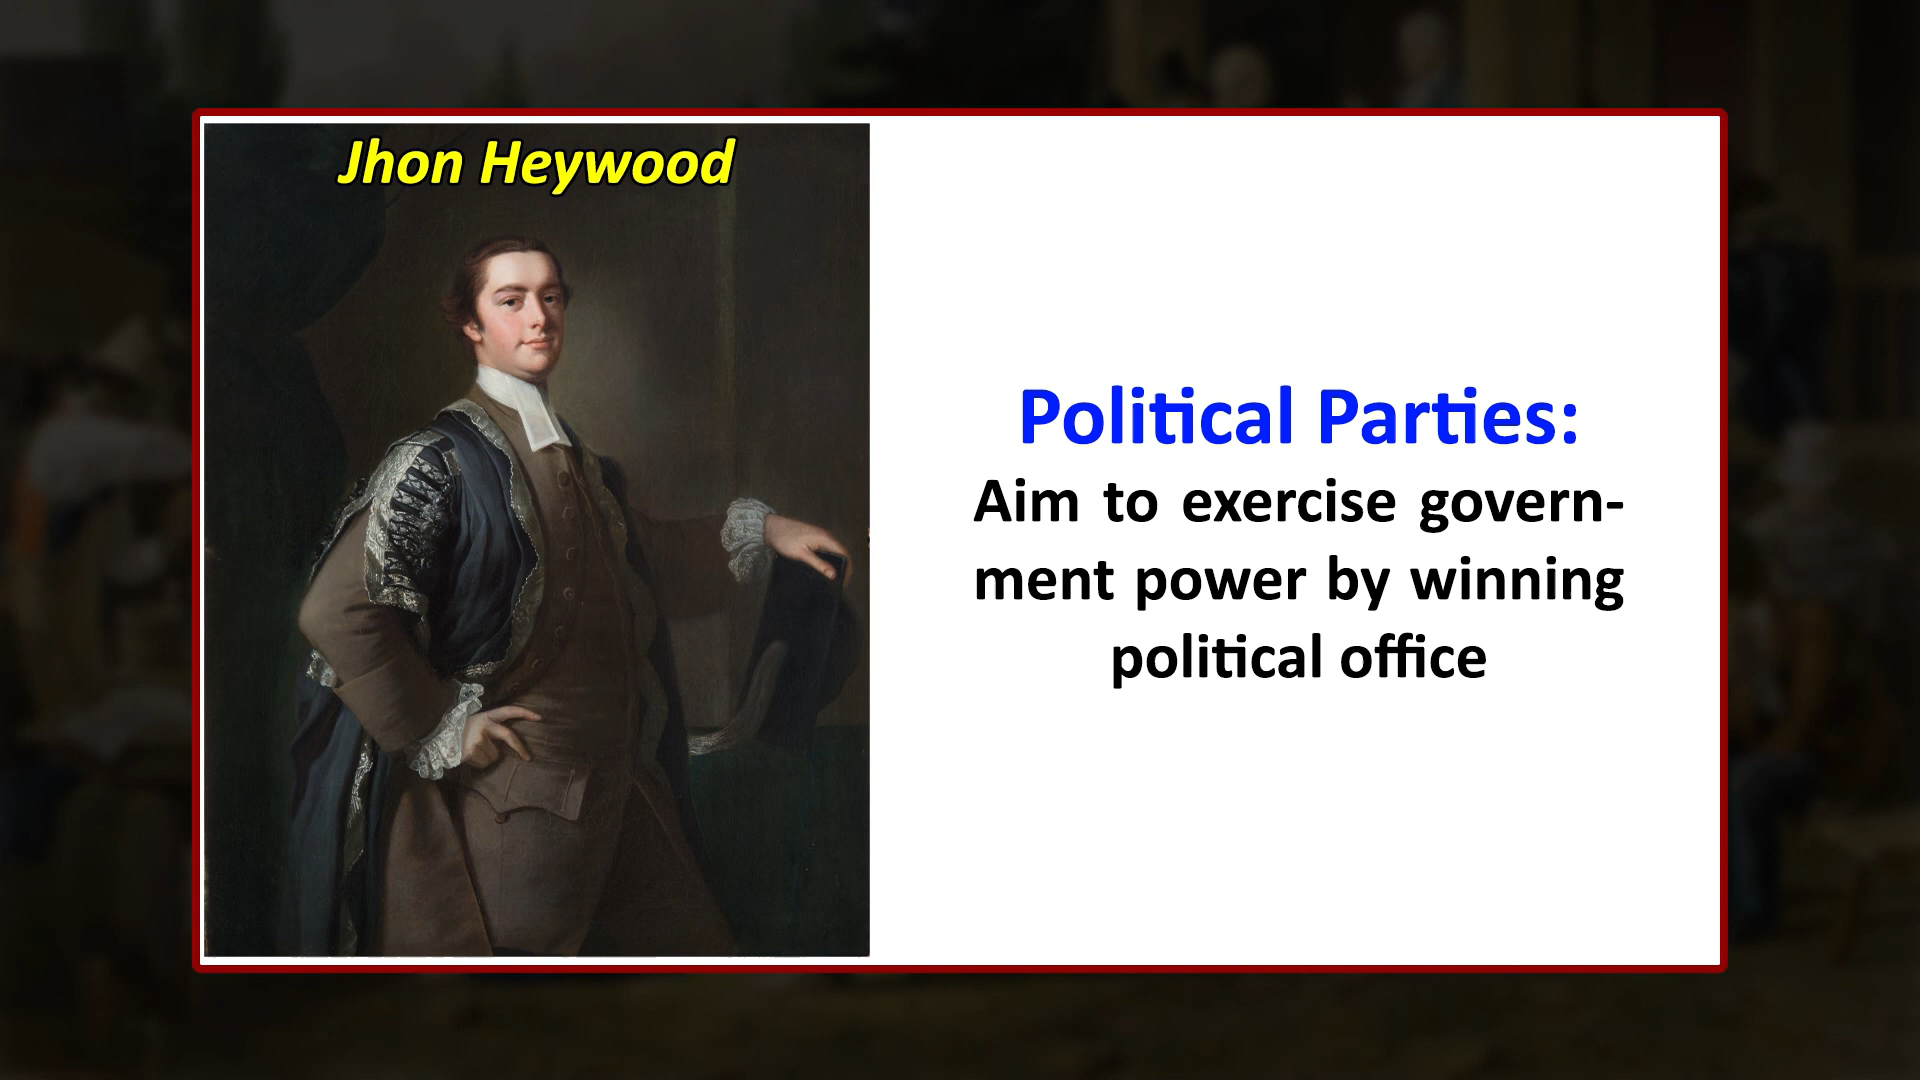 Jhon Heywood
Political Parties:
Aim to exercise govern-
ment power by winning
political office